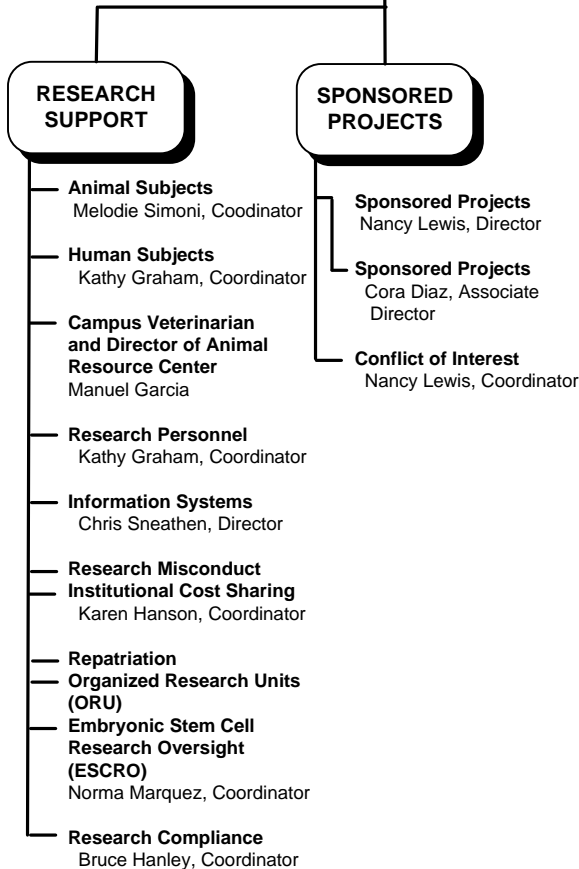 RESEARCH
SUPPORT
Animal Subjects
Melodie Simoni, Coodinator
Human Subjects
Kathy Graham, Coordinator
Campus Veterinarian
and Director of Animal
Resource Center
Manuel Garcia
Research Personnel
Kathy Graham, Coordinator
Information Systems
Chris Sneathen, Director
Research Misconduct
Institutional Cost Sharing
Karen Hanson, Coordinator
Repatriation
Organized Research Units
(ORU)
Embryonic Stem Cell
Research Oversight
(ESCRO)
Norma Marquez, Coordinator
Research Compliance
Bruce Hanley, Coordinator
SPONSORED
PROJECTS
Sponsored Projects
Nancy Lewis, Director
Sponsored Projects
Cora Diaz, Associate
Director
Conflict of Interest
Nancy Lewis, Coordinator